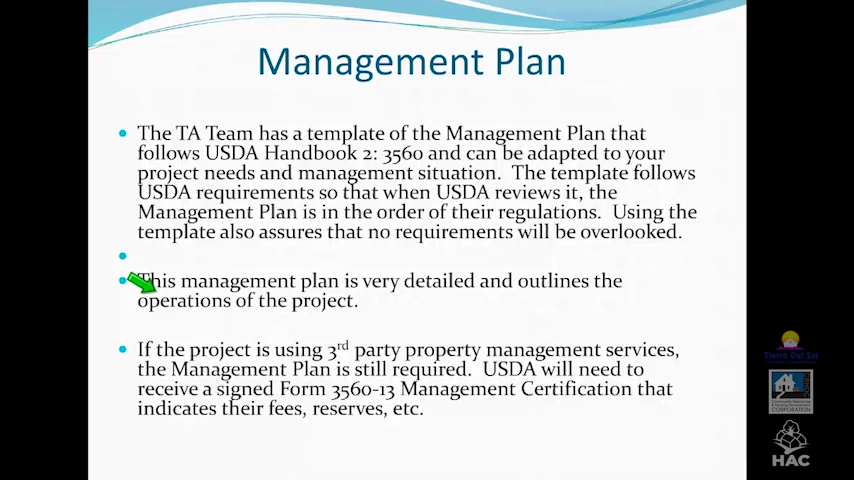 Management Plan
The TA Team has a template of the Management Plan that
follows USDA Handbook 2: 3560 and can be adapted to your
project needs and management situation. The template follows
USDA requirements so that when USDA reviews it, the
Management Plan is in the order of their regulations. Using the
template also assures that no requirements will be overlooked.
This management plan is very detailed and outlines the
operations of the project.
If the project is using 3rd party property management services,
the Management Plan is still required. USDA will need to
receive a signed Form 3560-13 Management Certification that
indicates their fees, reserves, etc.
Tierra Del Sol
CORPORATION
HAC